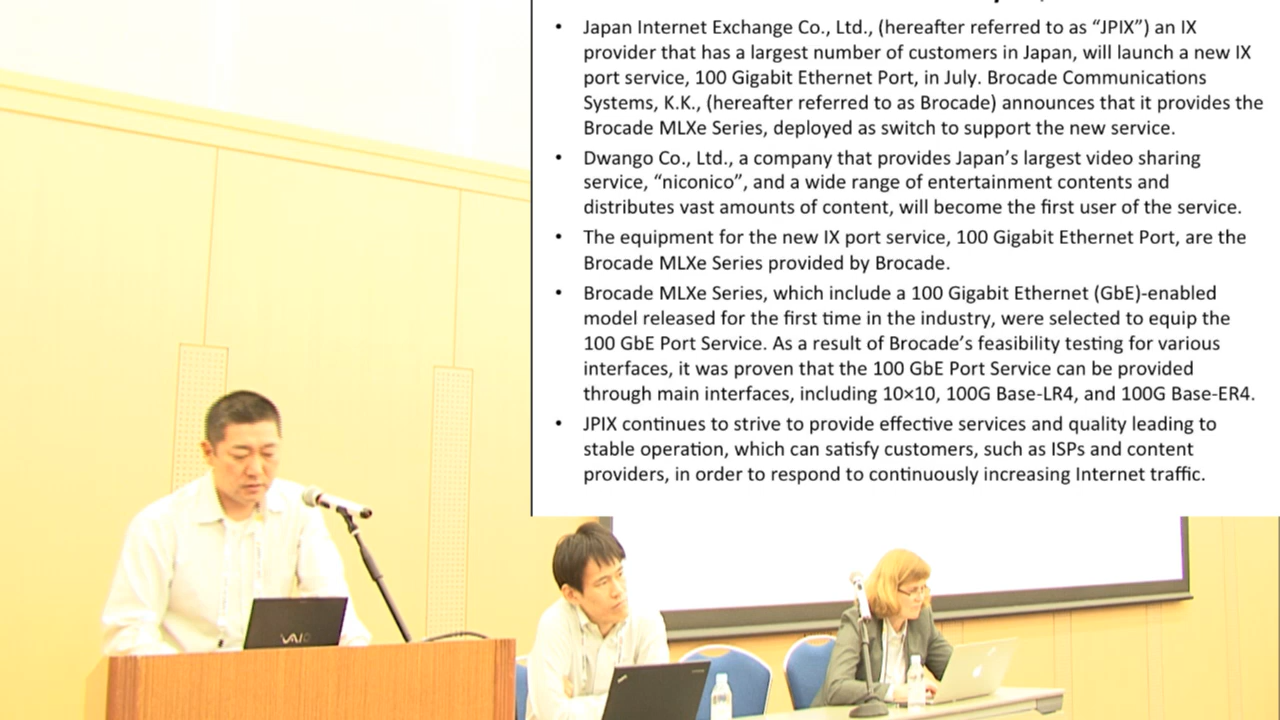 • Japan Internet Exchange Co., Ltd., (hereafter referred to as “JPIX”) an IX
provider that has a largest number of customers in Japan, will launch a new IX
port service, 100 Gigabit Ethernet Port, in July. Brocade Communications
Systems, K.K., (hereafter referred to as Brocade) announces that it provides the
Brocade MLXe Series, deployed as switch to support the new service.
• Dwango Co., Ltd., a company that provides Japan’s largest video sharing
service, “niconico”, and a wide range of entertainment contents and
distributes vast amounts of content, will become the first user of the service.
• The equipment for the new IX port service, 100 Gigabit Ethernet Port, are the
Brocade MLXe Series provided by Brocade.
• Brocade MLXe Series, which include a 100 Gigabit Ethernet (GbE)-enabled
model released for the first time in the industry, were selected to equip the
100 GbE Port Service. As a result of Brocade’s feasibility testing for various
interfaces, it was proven that the 100 GbE Port Service can be provided
through main interfaces, including 10×10, 100G Base-LR4, and 100G Base-ER4.
• JPIX continues to strive to provide effective services and quality leading to
stable operation, which can satisfy customers, such as ISPs and content
providers, in order to respond to continuously increasing Internet traffic.
VAIO